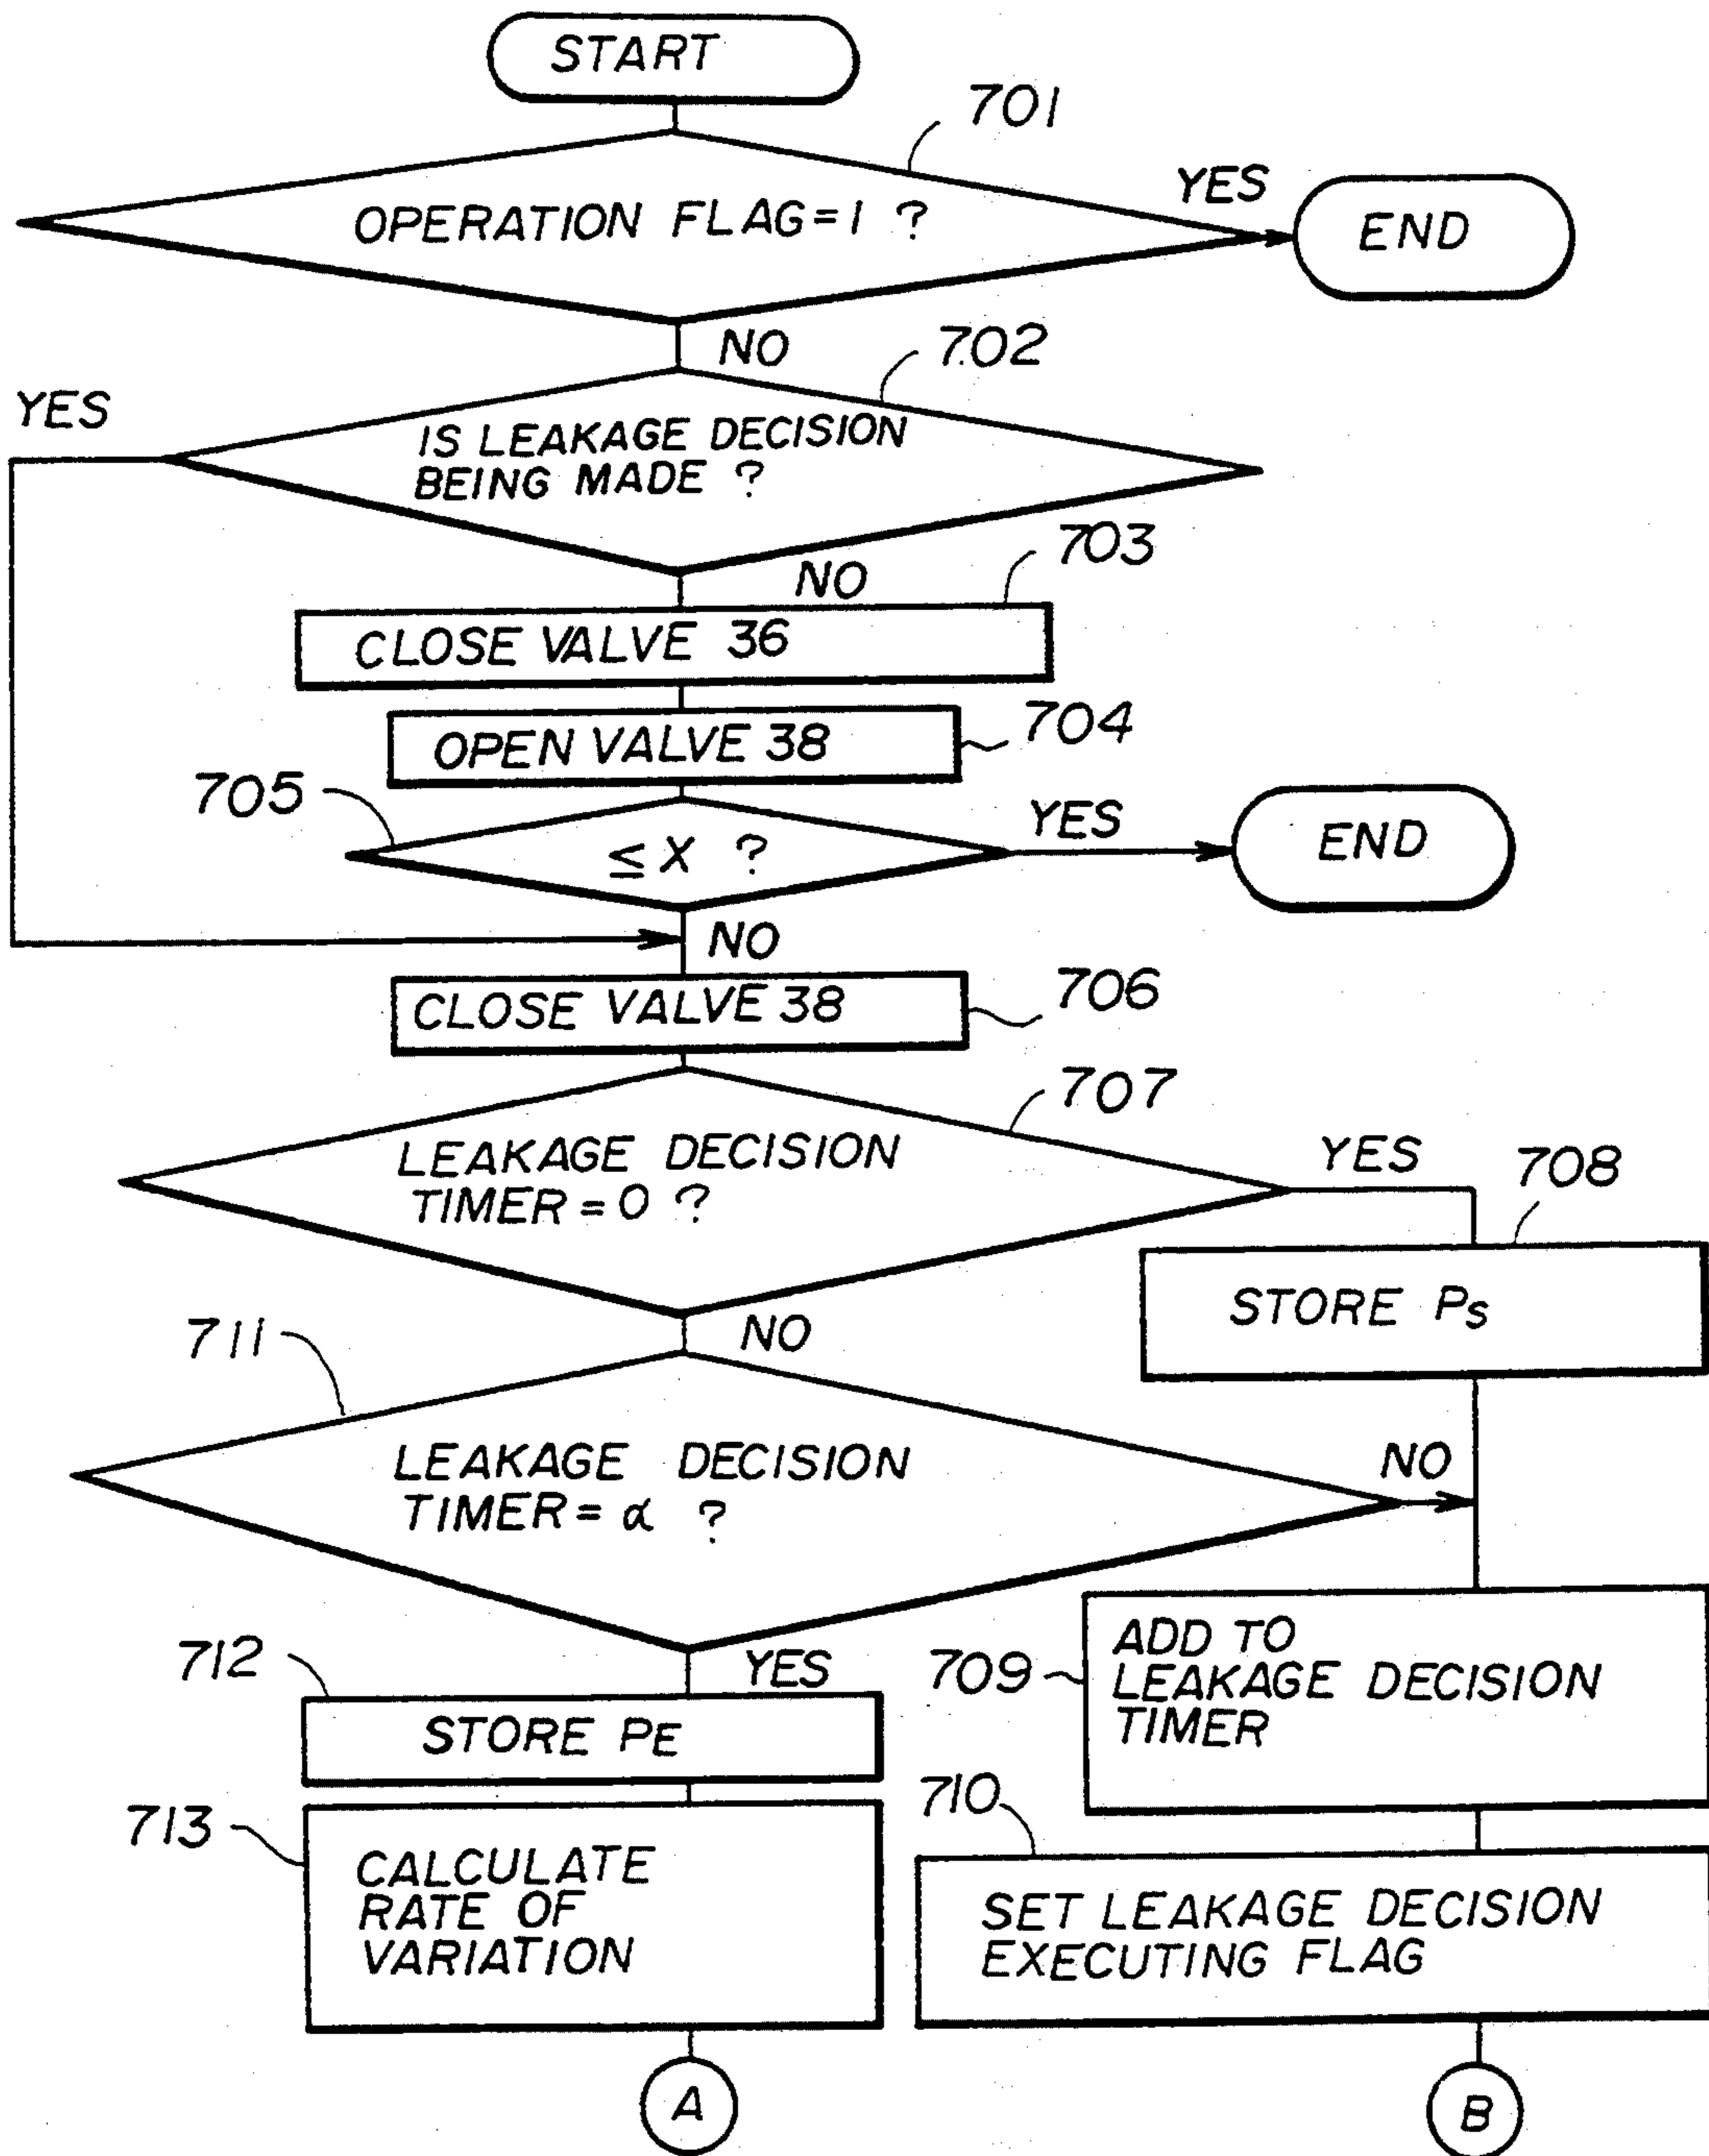 START
701
OPERATION FLAG=1 ?
YES
END
NO
702
YES
IS LEAKAGE DECISION
BEING MADE ?
NO
703
CLOSE VALVE 36
OPEN VALVE 38
704
705
≤ X ?
YES
END
NO
CLOSE VALVE 38
706
707
LEAKAGE DECISION
TIMER = 0 ?
YES
708
STORE PS
NO
711
LEAKAGE DECISION
TIMER = α ?
NO
YES
712
STORE PE
709
ADD TO
LEAKAGE DECISION
TIMER
713
CALCULATE
RATE OF
VARIATION
710
SET LEAKAGE DECISION
EXECUTING FLAG
A
B